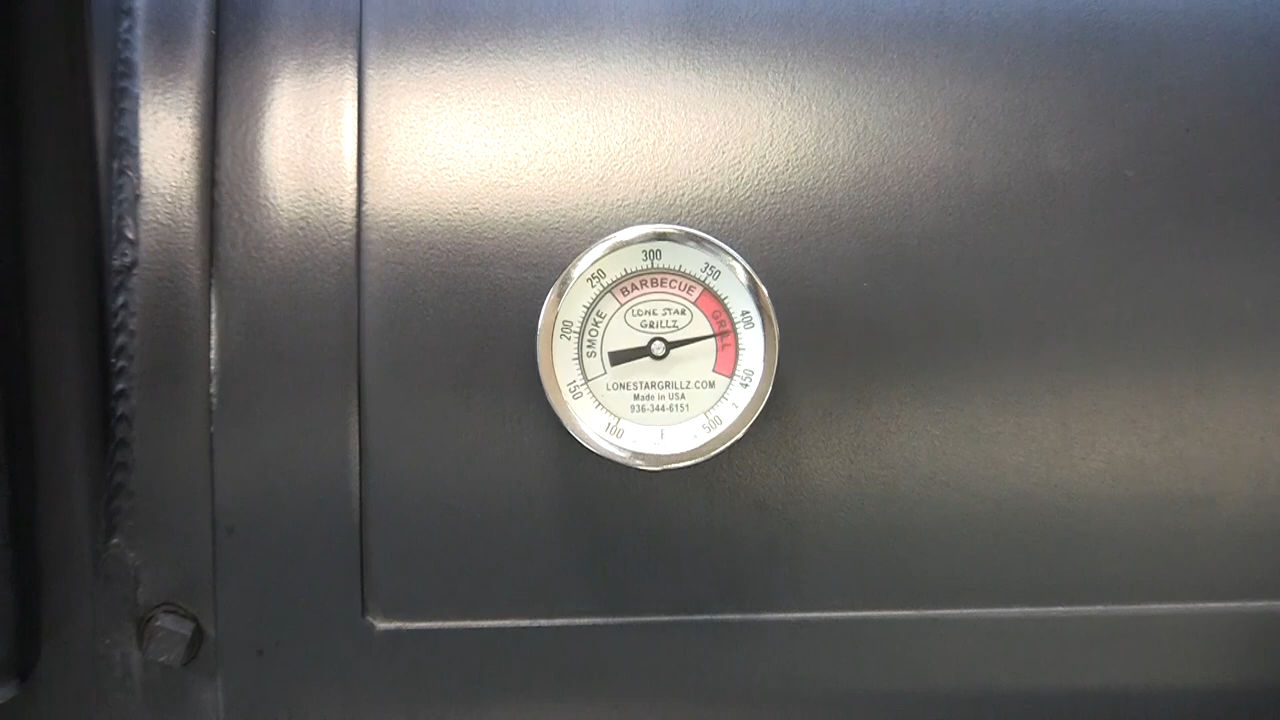 300
250
350
200
400
150
450
100
500
F
BARBECUE
SMOKE
GRILL
LONE STAR
GRILLZ
LONESTARGRILLZ.COM
Made in USA
936-344-6151